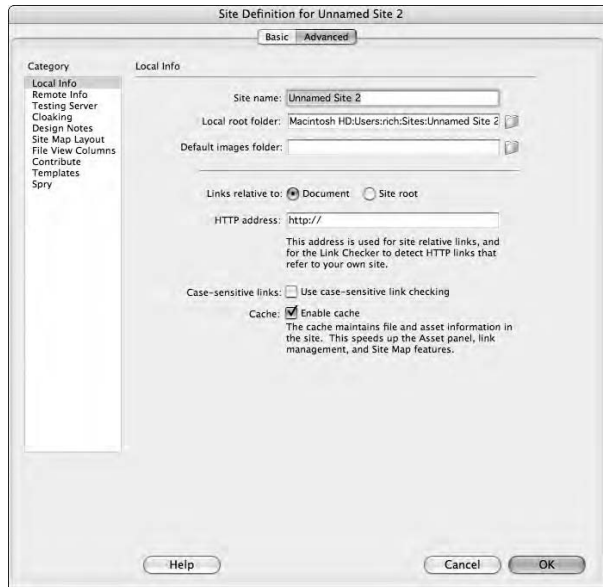 Site Definition for Unnamed Site 2
Basic Advanced
Category
Local Info
Local Info
Remote Info
Testing Server
Cloaking
Design Notes
Site Map Layout
File View Columns
Contribute
Templates
Spry
Site name: Unnamed Site 2
Local root folder: Macintosh HD:Users:rich:Sites:Unnamed Site 2
Default images folder:
Links relative to: Document Site root
HTTP address: http://
This address is used for site relative links, and
for the Link Checker to detect HTTP links that
refer to your own site.
Case-sensitive links: Use case-sensitive link checking
Cache: Enable cache
The cache maintains file and asset information in
the site. This speeds up the Asset panel, link
management, and Site Map features.
Help Cancel OK